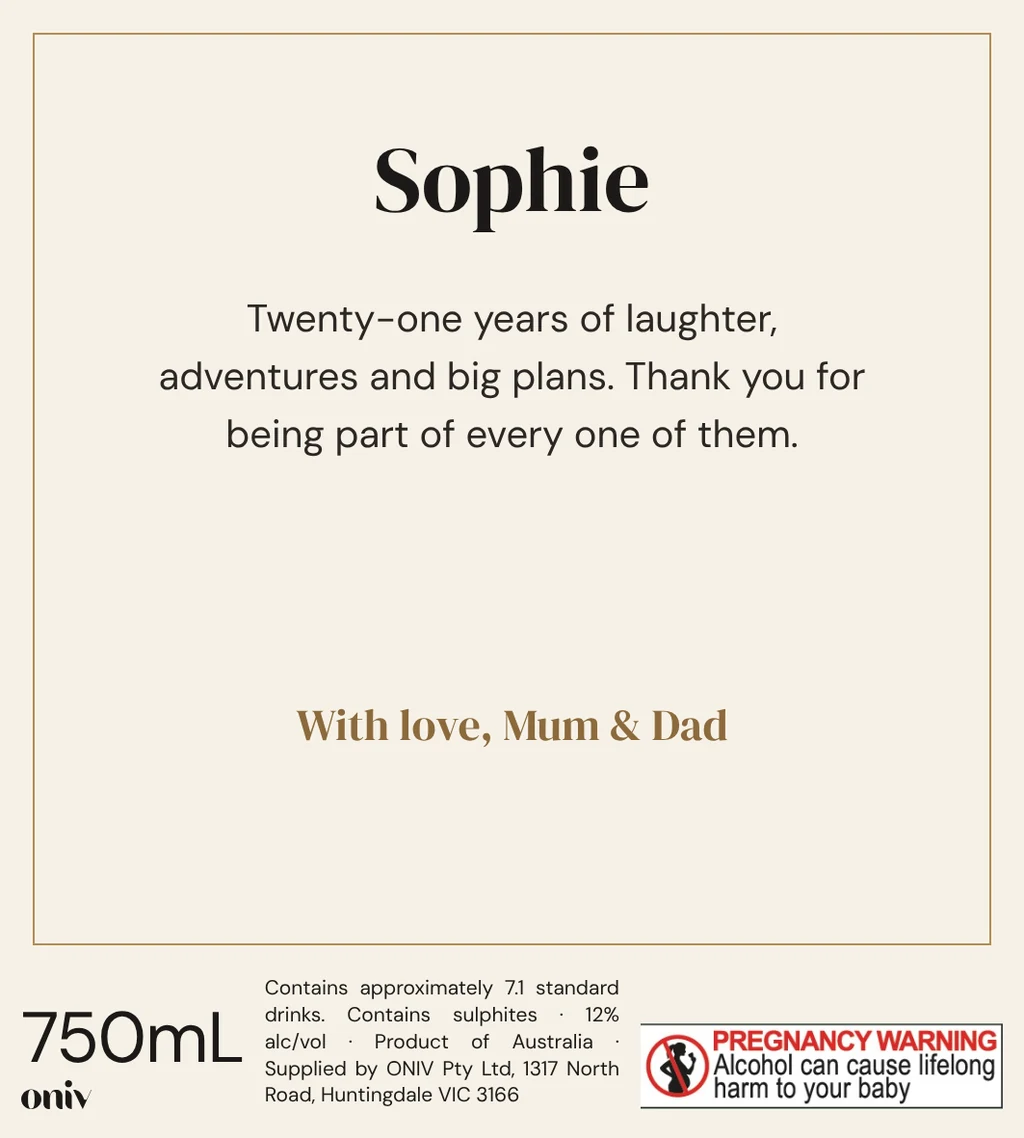 Sophie
Twenty-one years of laughter,
adventures and big plans. Thank you for
being part of every one of them.
With love, Mum & Dad
750mL
oniv
Contains approximately 7.1 standard
drinks. Contains sulphites · 12%
alc/vol · Product of Australia ·
Supplied by ONIV Pty Ltd, 1317 North
Road, Huntingdale VIC 3166
PREGNANCY WARNING
Alcohol can cause lifelong
harm to your baby